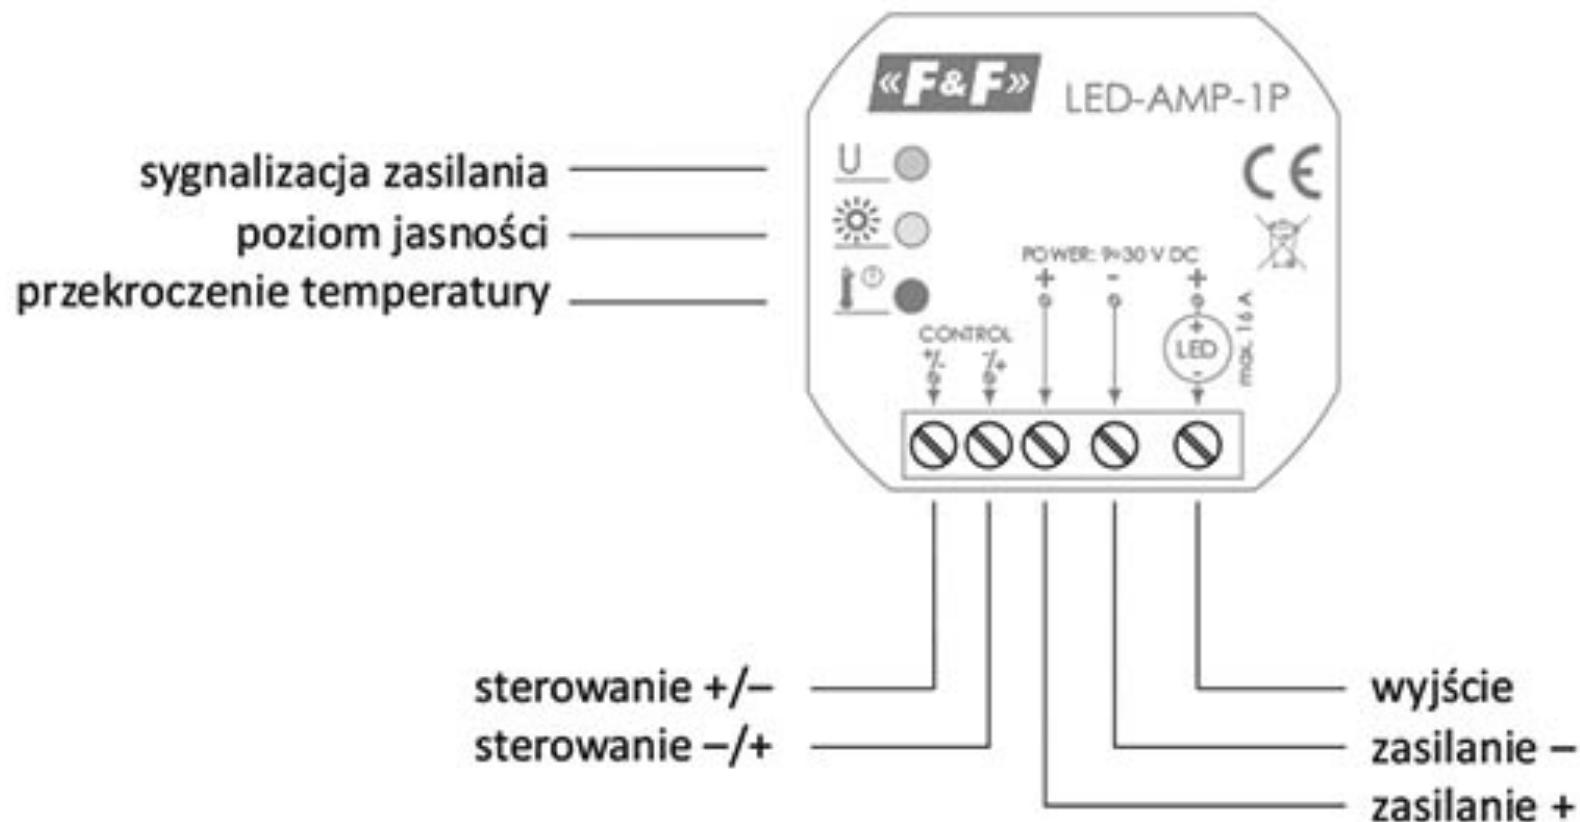 «F&F» LED-AMP-1P
sygnalizacja zasilania
U
CE
poziom jasności
przekroczenie temperatury
POWER: 9÷30 V DC
+ - +
CONTROL
+/- -/+
+
LED
-
max. 16A
sterowanie +/–
sterowanie –/+
wyjście
zasilanie –
zasilanie +